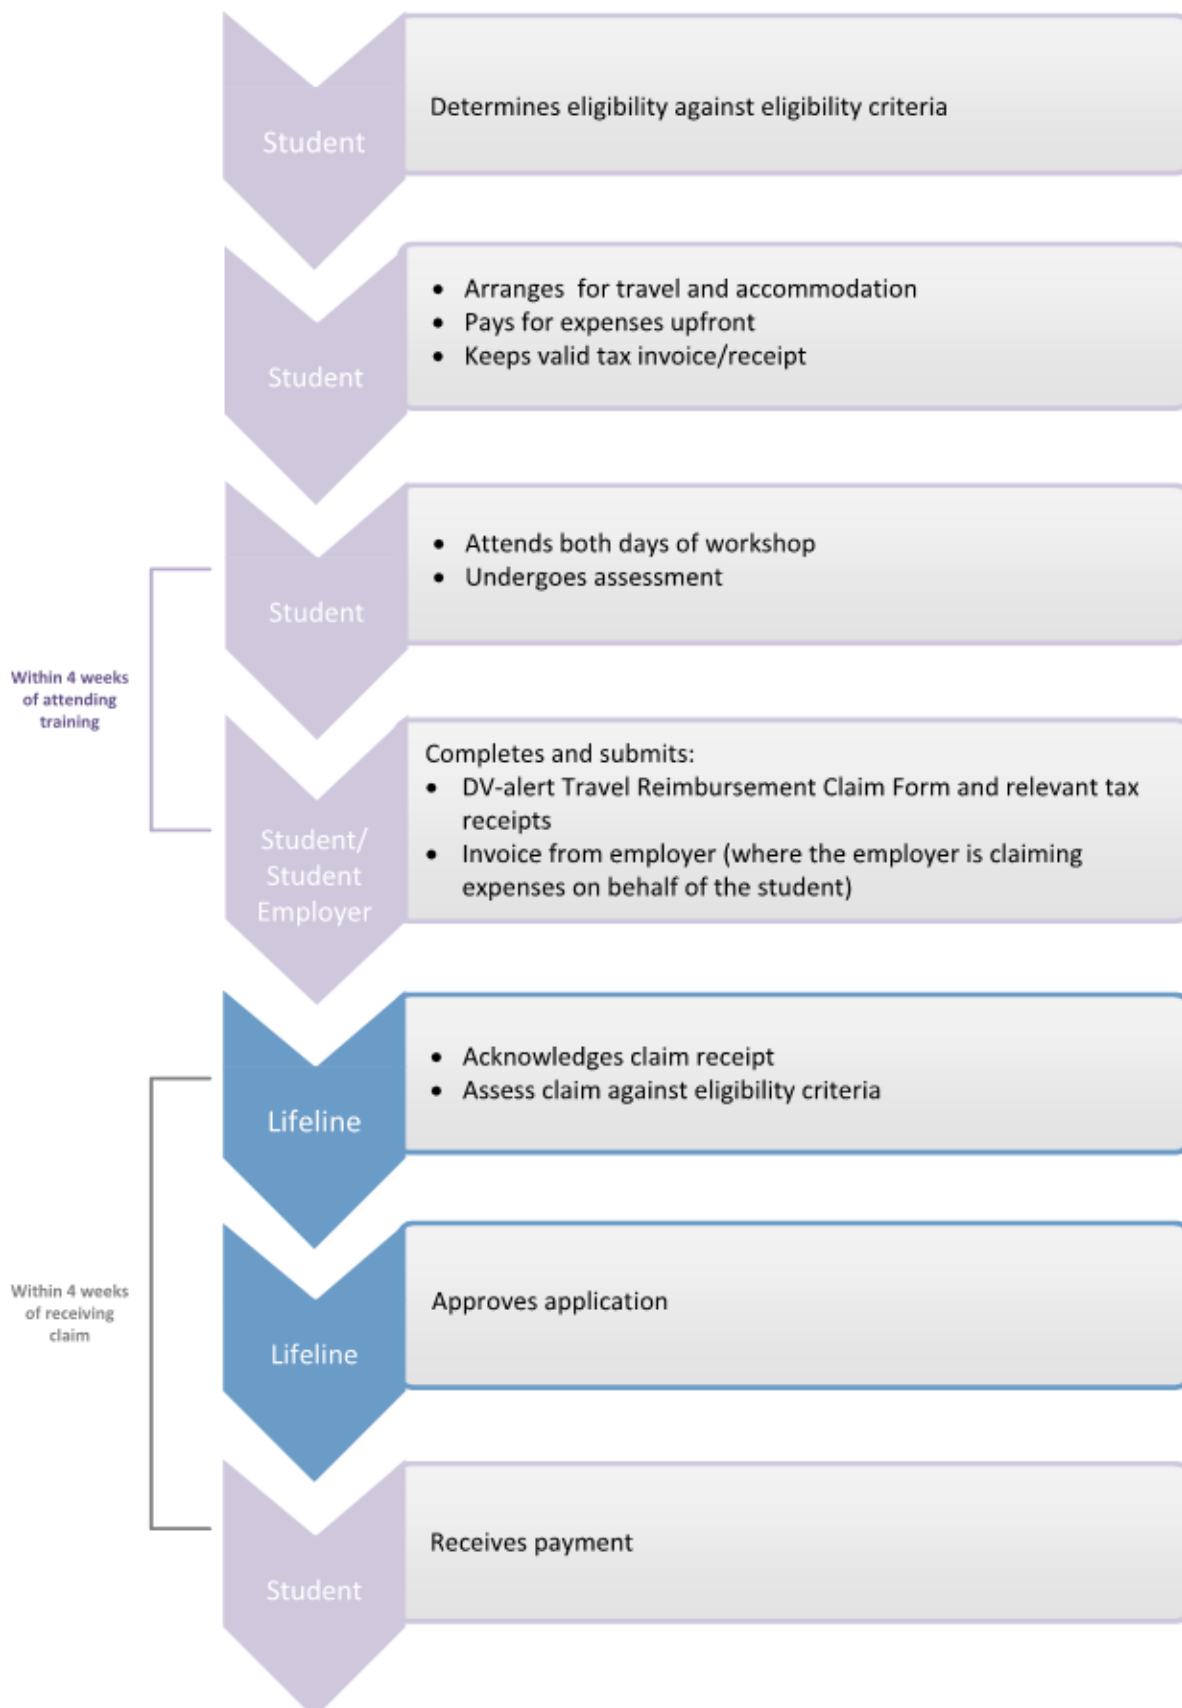 Student
Determines eligibility against eligibility criteria
Student
• Arranges for travel and accommodation
• Pays for expenses upfront
• Keeps valid tax invoice/receipt
Student
• Attends both days of workshop
• Undergoes assessment
Within 4 weeks
of attending
training
Student/
Student
Employer
Completes and submits:
• DV-alert Travel Reimbursement Claim Form and relevant tax
receipts
• Invoice from employer (where the employer is claiming
expenses on behalf of the student)
Lifeline
• Acknowledges claim receipt
• Assess claim against eligibility criteria
Within 4 weeks
of receiving
claim
Lifeline
Approves application
Student
Receives payment